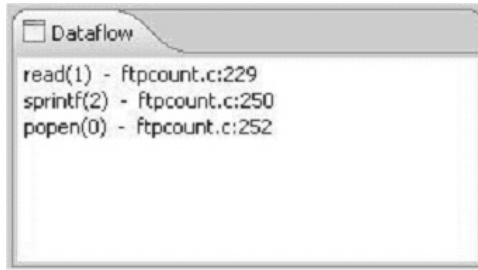 Dataflow
read(1) - ftpcount.c:229
sprintf(2) - ftpcount.c:250
popen(0) - ftpcount.c:252